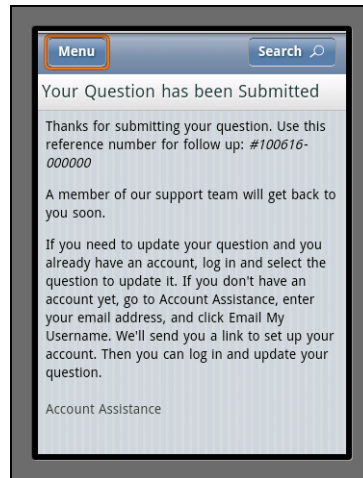 Menu
Search
Your Question has been Submitted
Thanks for submitting your question. Use this
reference number for follow up: #100616-
000000
A member of our support team will get back to
you soon.
If you need to update your question and you
already have an account, log in and select the
question to update it. If you don't have an
account yet, go to Account Assistance, enter
your email address, and click Email My
Username. We'll send you a link to set up your
account. Then you can log in and update your
question.
Account Assistance